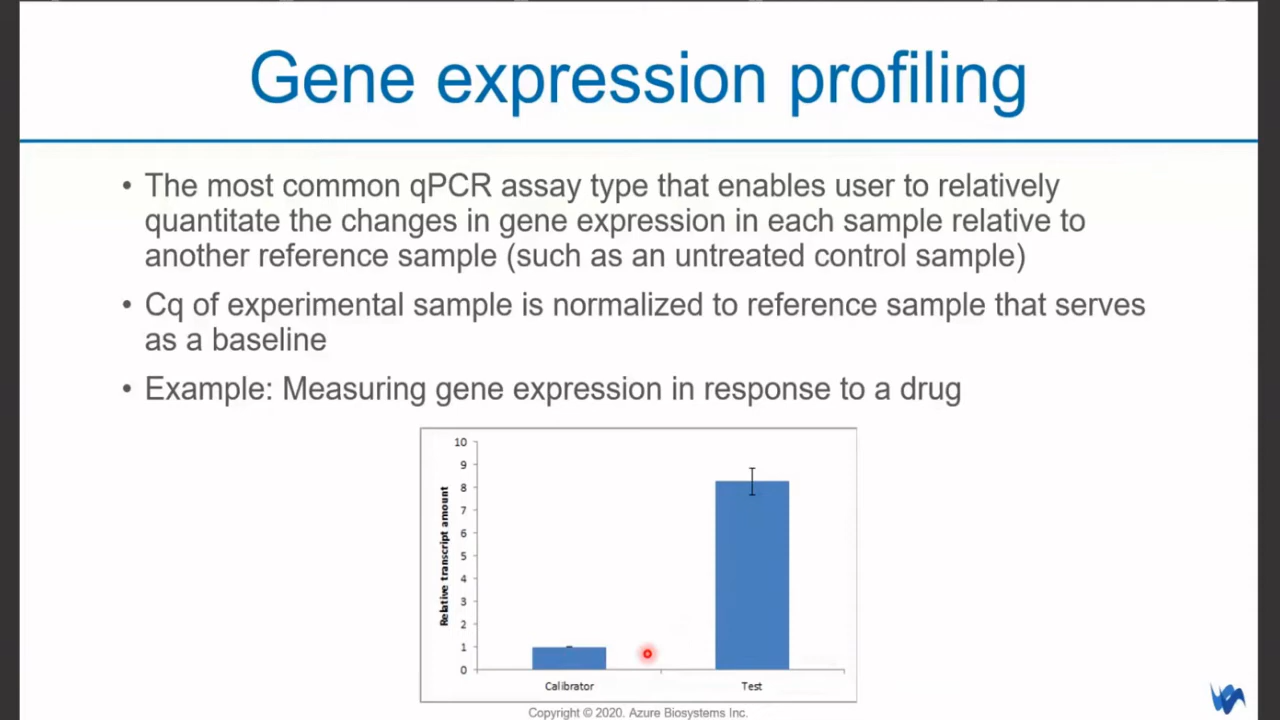 Gene expression profiling
• The most common qPCR assay type that enables user to relatively
quantitate the changes in gene expression in each sample relative to
another reference sample (such as an untreated control sample)
• Cq of experimental sample is normalized to reference sample that serves
as a baseline
• Example: Measuring gene expression in response to a drug
Relative transcript amount
10
9
8
7
6
5
4
3
2
1
0
Calibrator Test
Copyright © 2020. Azure Biosystems Inc.